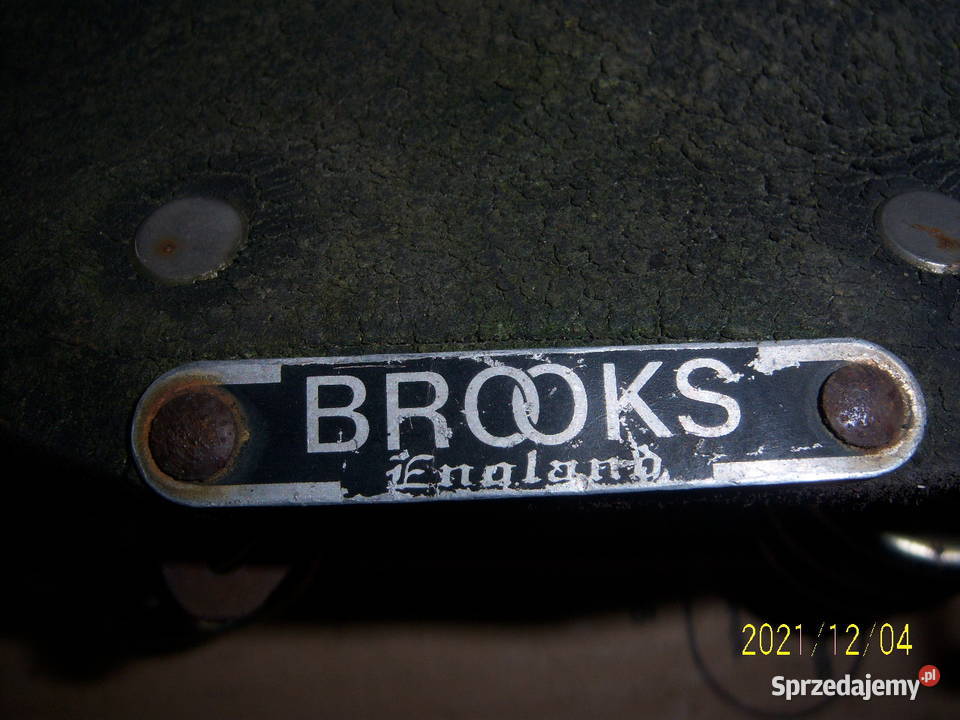 BROOKS
England
2021/12/04
Sprzedajemy.pl